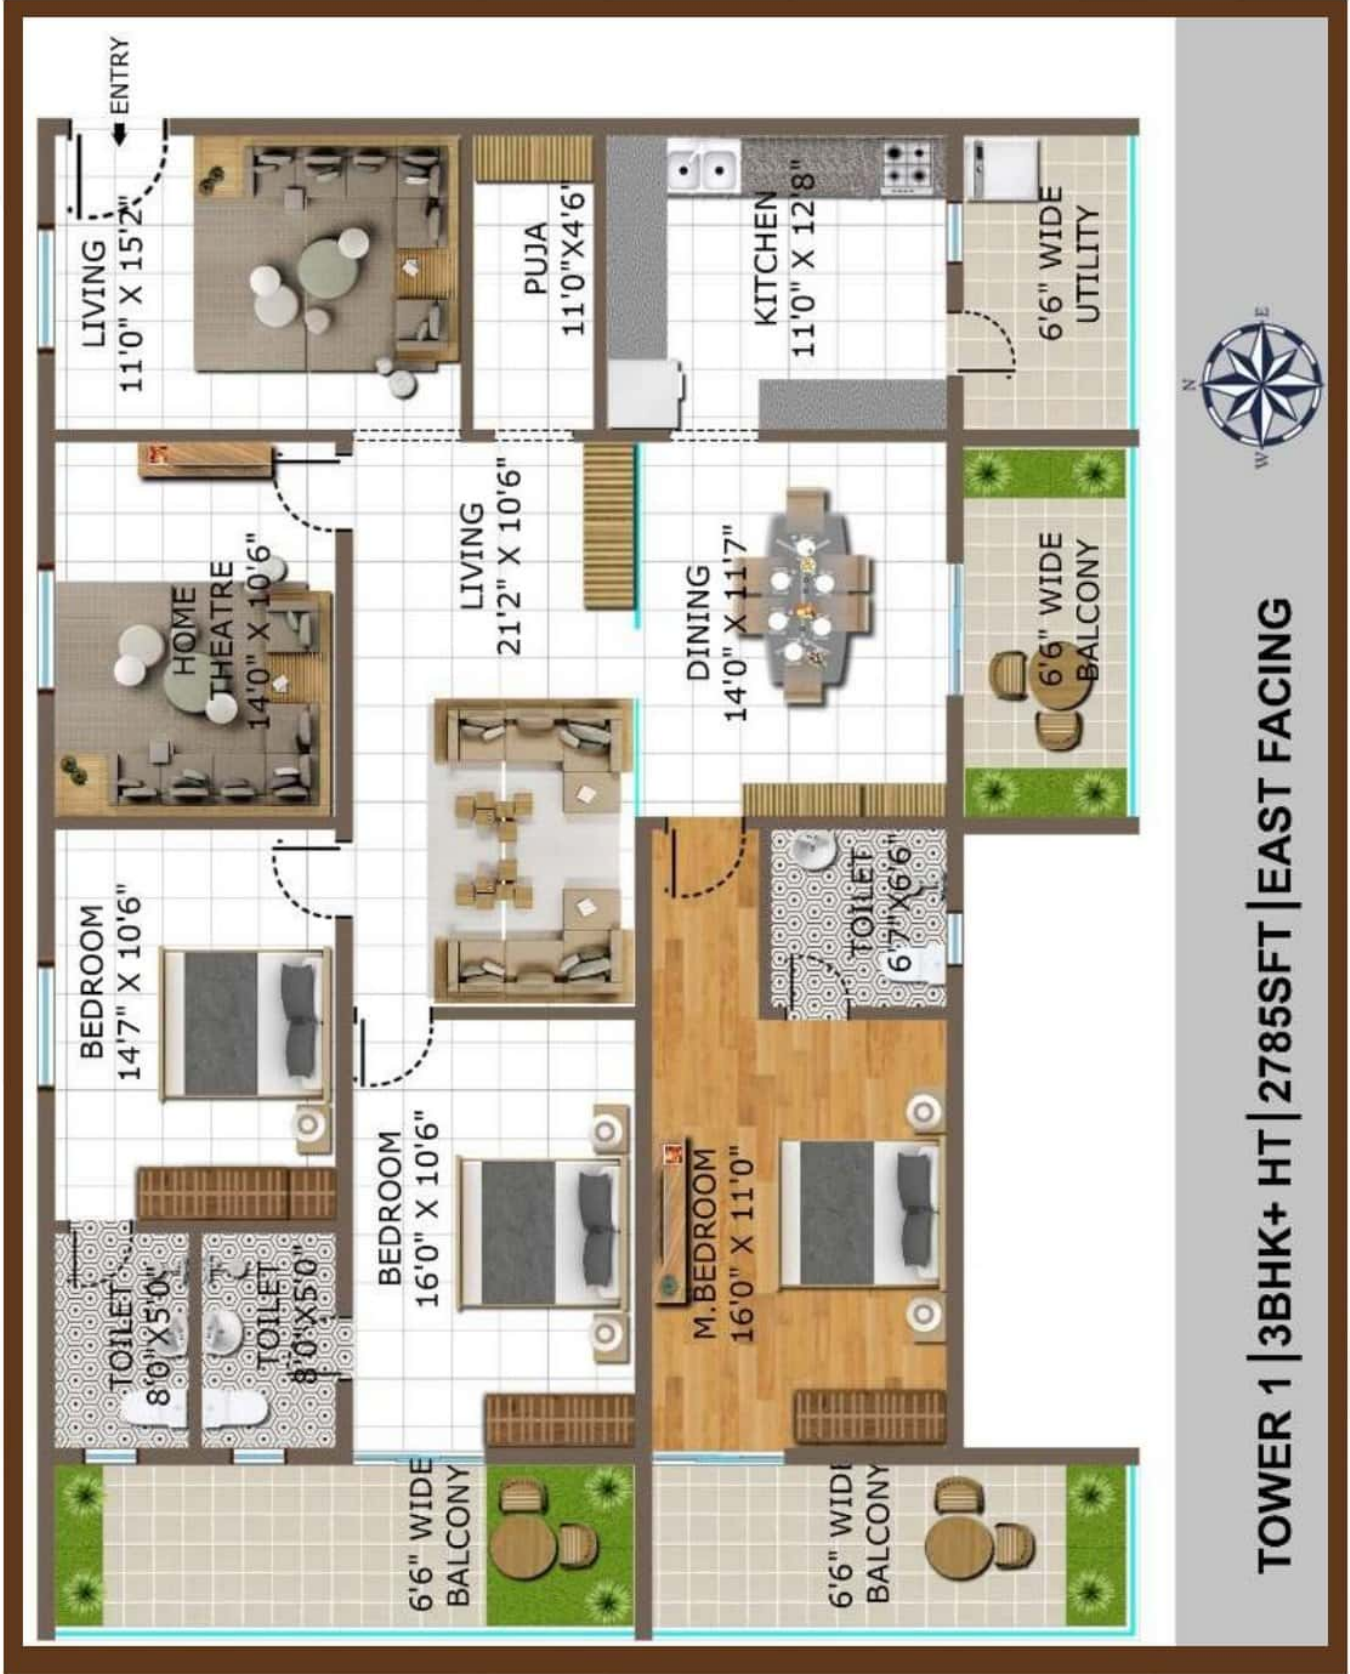 ENTRY
LIVING
11'0" X 15'2"
PUJA
11'0"X4'6"
KITCHEN
11'0" X 12'8"
6'6" WIDE
UTILITY
HOME
THEATRE
14'0" X 10'6"
LIVING
21'2" X 10'6"
DINING
14'0" X 11'7"
6'6" WIDE
BALCONY
BEDROOM
14'7" X 10'6"
TOILET
6'7"X6'6"
BEDROOM
16'0" X 10'6"
M.BEDROOM
16'0" X 11'0"
TOILET
8'0"X5'0"
TOILET
8'0"X5'0"
6'6" WIDE
BALCONY
6'6" WIDE
BALCONY
N
E
W
TOWER 1|3BHK+ HT|2785SFT|EAST FACING